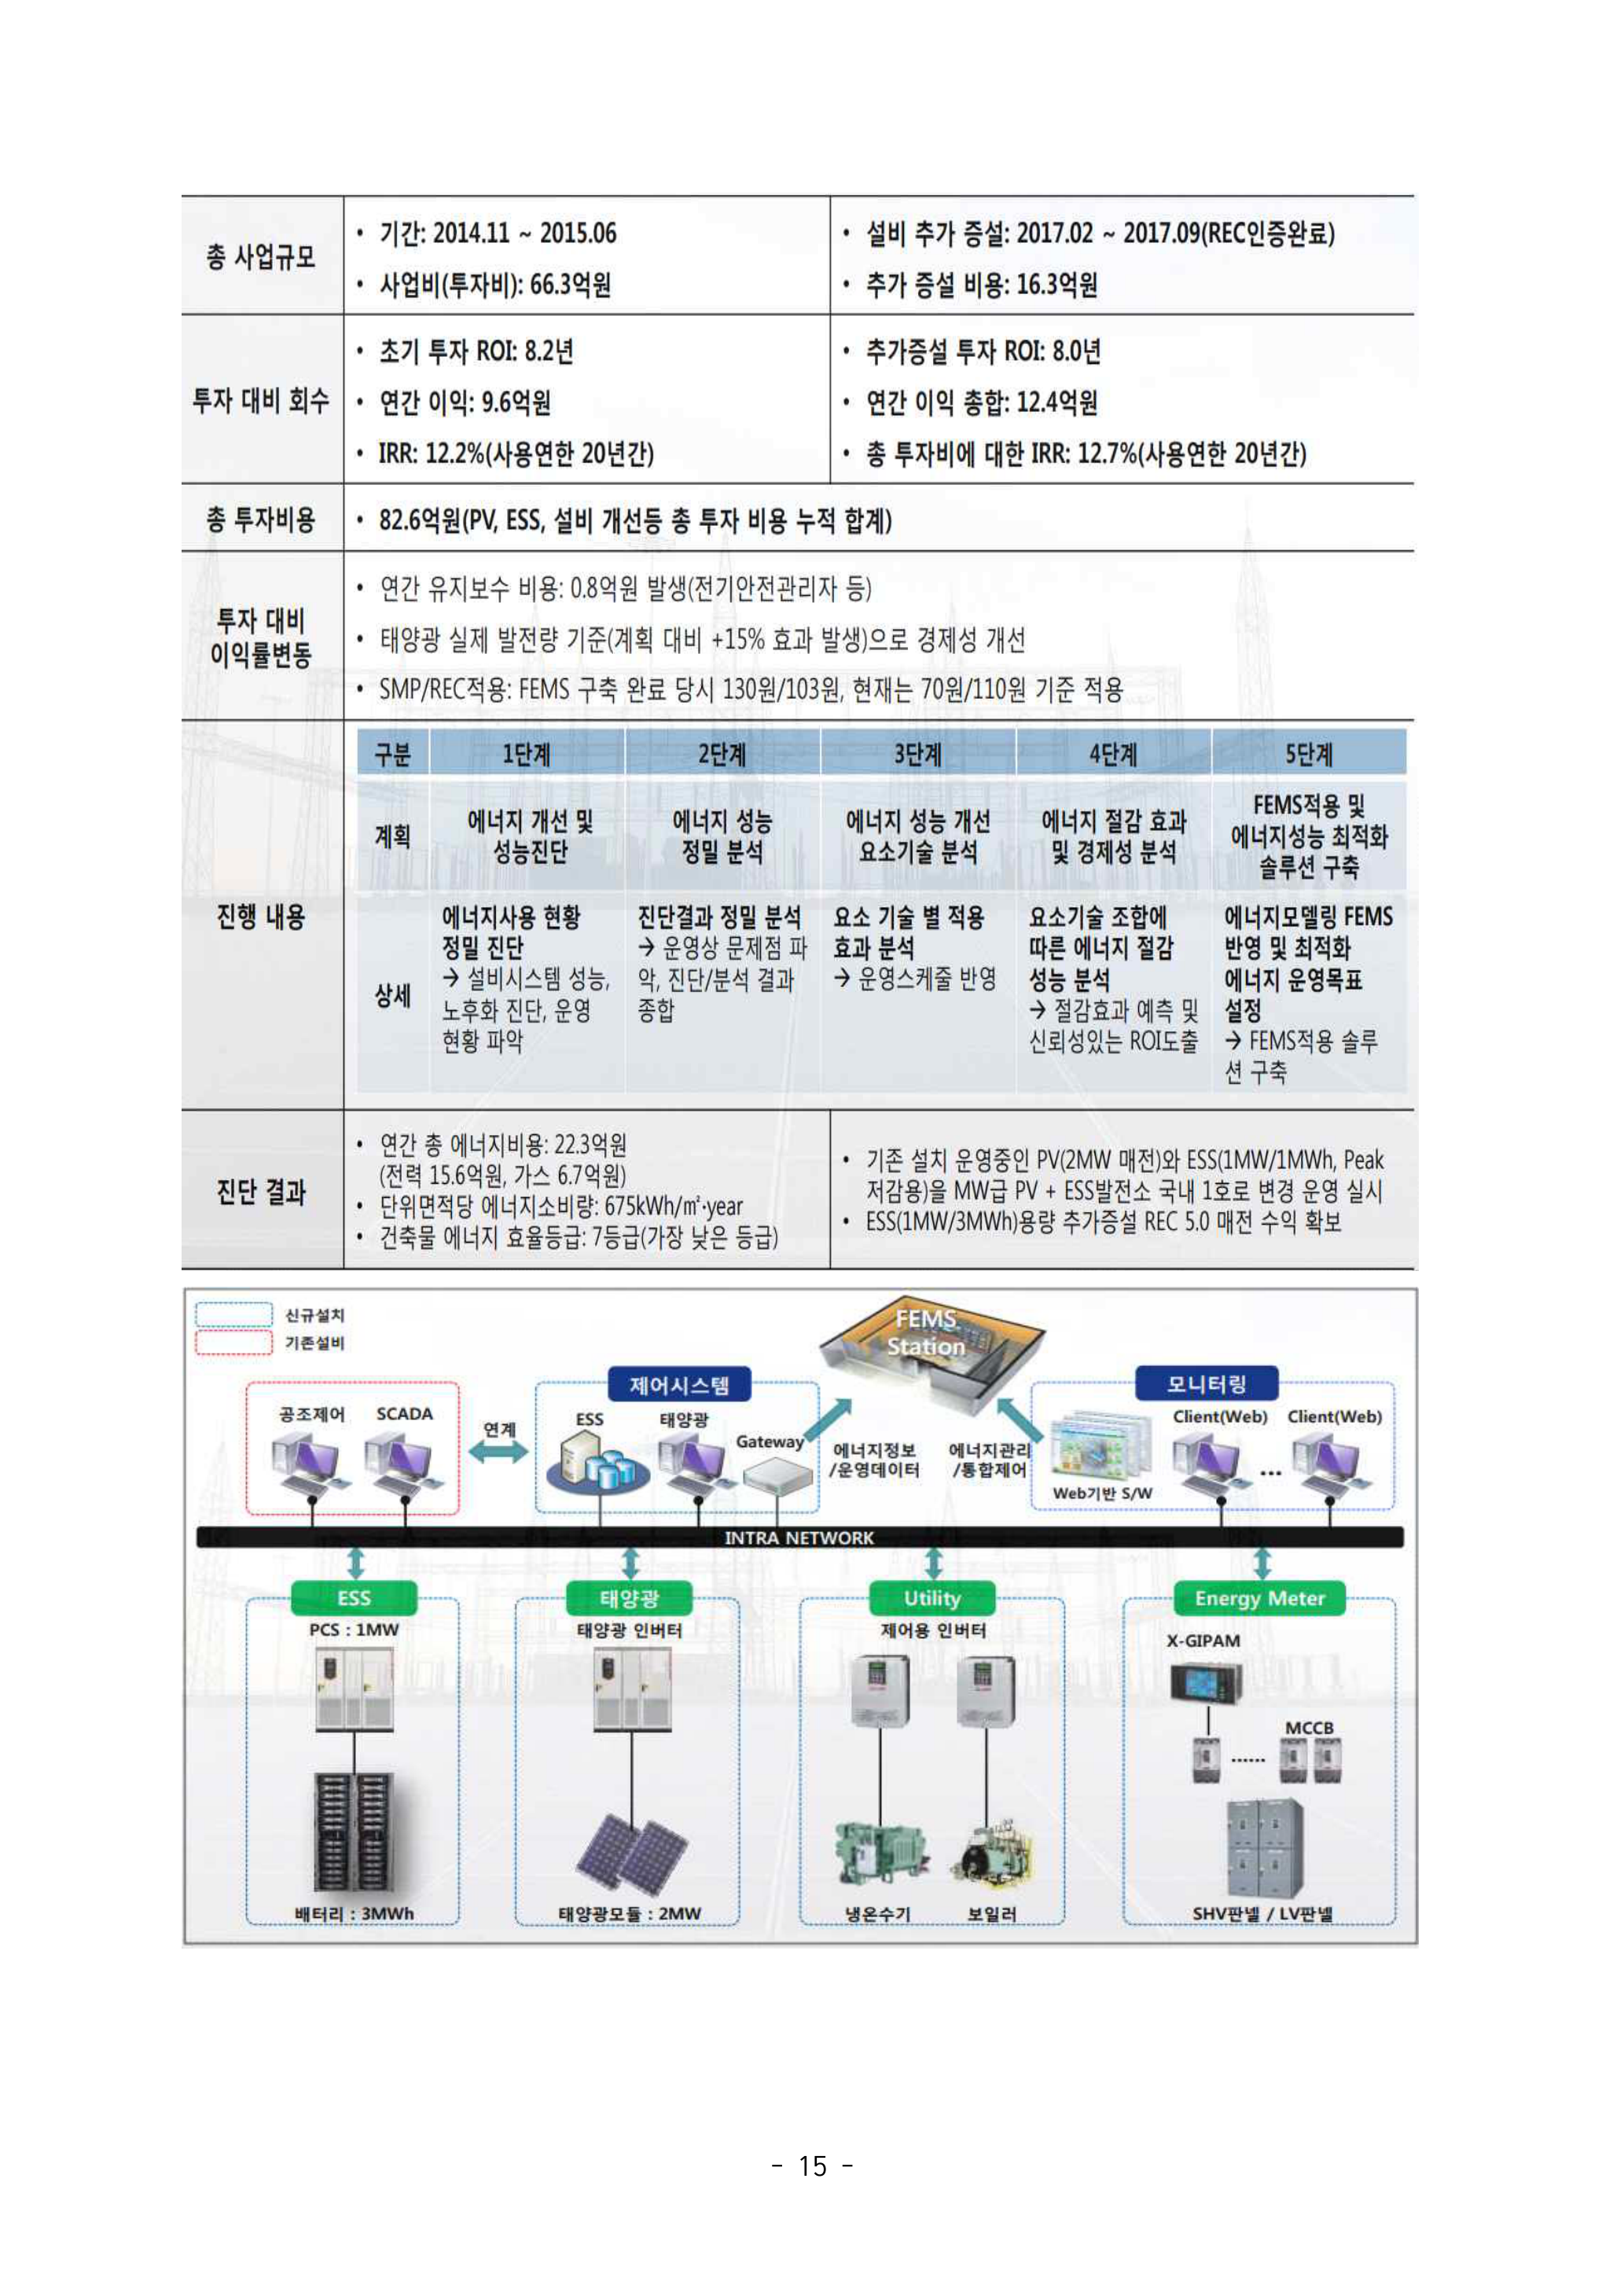 총 사업규모
• 기간: 2014.11 ~ 2015.06
• 사업비(투자비): 66.3억원
• 설비 추가 증설: 2017.02 ~ 2017.09(REC인증완료)
• 추가 증설 비용: 16.3억원
투자 대비 회수
• 초기 투자 ROI: 8.2년
• 연간 이익: 9.6억원
• IRR: 12.2%(사용연한 20년간)
• 추가증설 투자 ROI: 8.0년
• 연간 이익 총합: 12.4억원
• 총 투자비에 대한 IRR: 12.7%(사용연한 20년간)
총 투자비용
• 82.6억원(PV, ESS, 설비 개선등 총 투자 비용 누적 합계)
투자 대비
이익률변동
• 연간 유지보수 비용: 0.8억원 발생(전기안전관리자 등)
• 태양광 실제 발전량 기준(계획 대비 +15% 효과 발생)으로 경제성 개선
• SMP/REC적용: FEMS 구축 완료 당시 130원/103원, 현재는 70원/110원 기준 적용
진행 내용
구분 1단계 2단계 3단계 4단계 5단계
계획
에너지 개선 및
성능진단
에너지 성능
정밀 분석
에너지 성능 개선
요소기술 분석
에너지 절감 효과
및 경제성 분석
FEMS적용 및
에너지성능 최적화
솔루션 구축
상세
에너지사용 현황
정밀 진단
→ 설비시스템 성능,
노후화 진단, 운영
현황 파악
진단결과 정밀 분석
→ 운영상 문제점 파
악, 진단/분석 결과
종합
요소 기술 별 적용
효과 분석
→ 운영스케줄 반영
요소기술 조합에
따른 에너지 절감
성능 분석
→ 절감효과 예측 및
신뢰성있는 ROI도출
에너지모델링 FEMS
반영 및 최적화
에너지 운영목표
설정
→ FEMS적용 솔루
션 구축
진단 결과
• 연간 총 에너지비용: 22.3억원
(전력 15.6억원, 가스 6.7억원)
• 단위면적당 에너지소비량: 675kWh/㎡·year
• 건축물 에너지 효율등급: 7등급(가장 낮은 등급)
• 기존 설치 운영중인 PV(2MW 매전)와 ESS(1MW/1MWh, Peak
저감용)을 MW급 PV + ESS발전소 국내 1호로 변경 운영 실시
• ESS(1MW/3MWh)용량 추가증설 REC 5.0 매전 수익 확보
신규설치
기존설비
FEMS
Station
공조제어 SCADA
연계
제어시스템
ESS 태양광
Gateway
에너지정보
/운영데이터
에너지관리
/통합제어
모니터링
Client(Web) Client(Web)
...
Web기반 S/W
INTRA NETWORK
ESS
PCS : 1MW
배터리 : 3MWh
태양광
태양광 인버터
태양광모듈 : 2MW
Utility
제어용 인버터
냉온수기 보일러
Energy Meter
X-GIPAM
MCCB
......
SHV판넬 / LV판넬
- 15 -